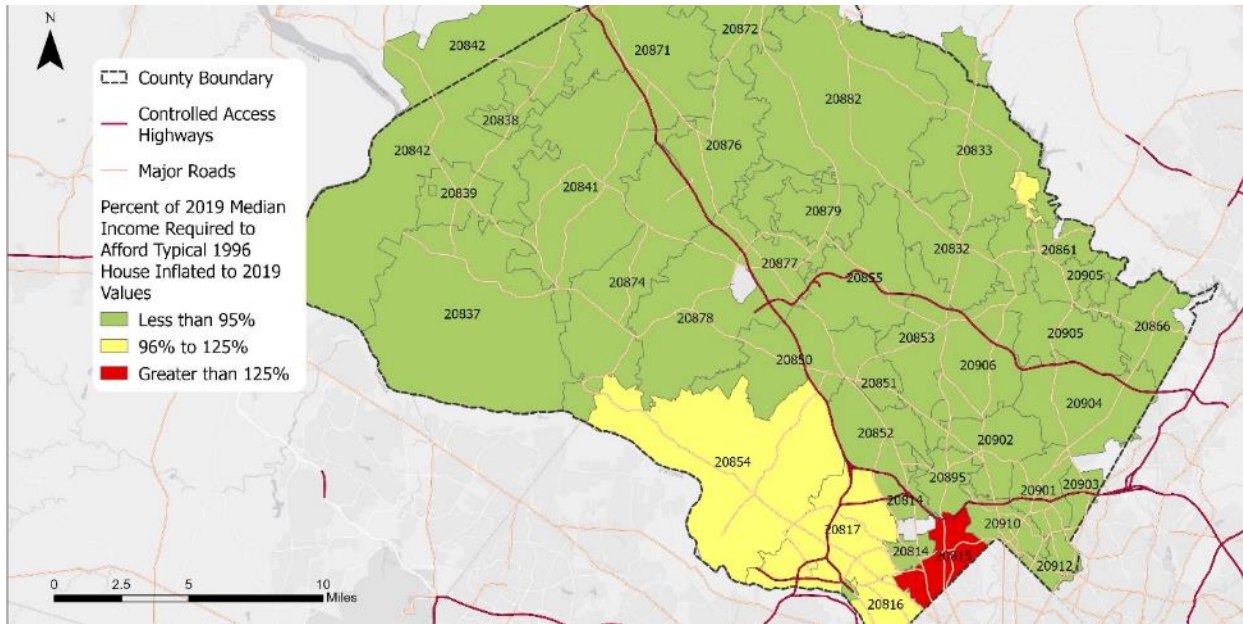 N
County Boundary
Controlled Access
Highways
Major Roads
Percent of 2019 Median
Income Required to
Afford Typical 1996
House Inflated to 2019
Values
Less than 95%
96% to 125%
Greater than 125%
0 2.5 5 10
Miles
20842
20871
20872
20838
20882
20842
20876
20833
20839
20841
20879
20832
20861
20877
20905
20855
20874
20837
20878
20853
20905
20866
20850
20851
20906
20904
20852
20902
20854
20895
20901
20903
20814
20817
20910
20814
20815
20912
20816